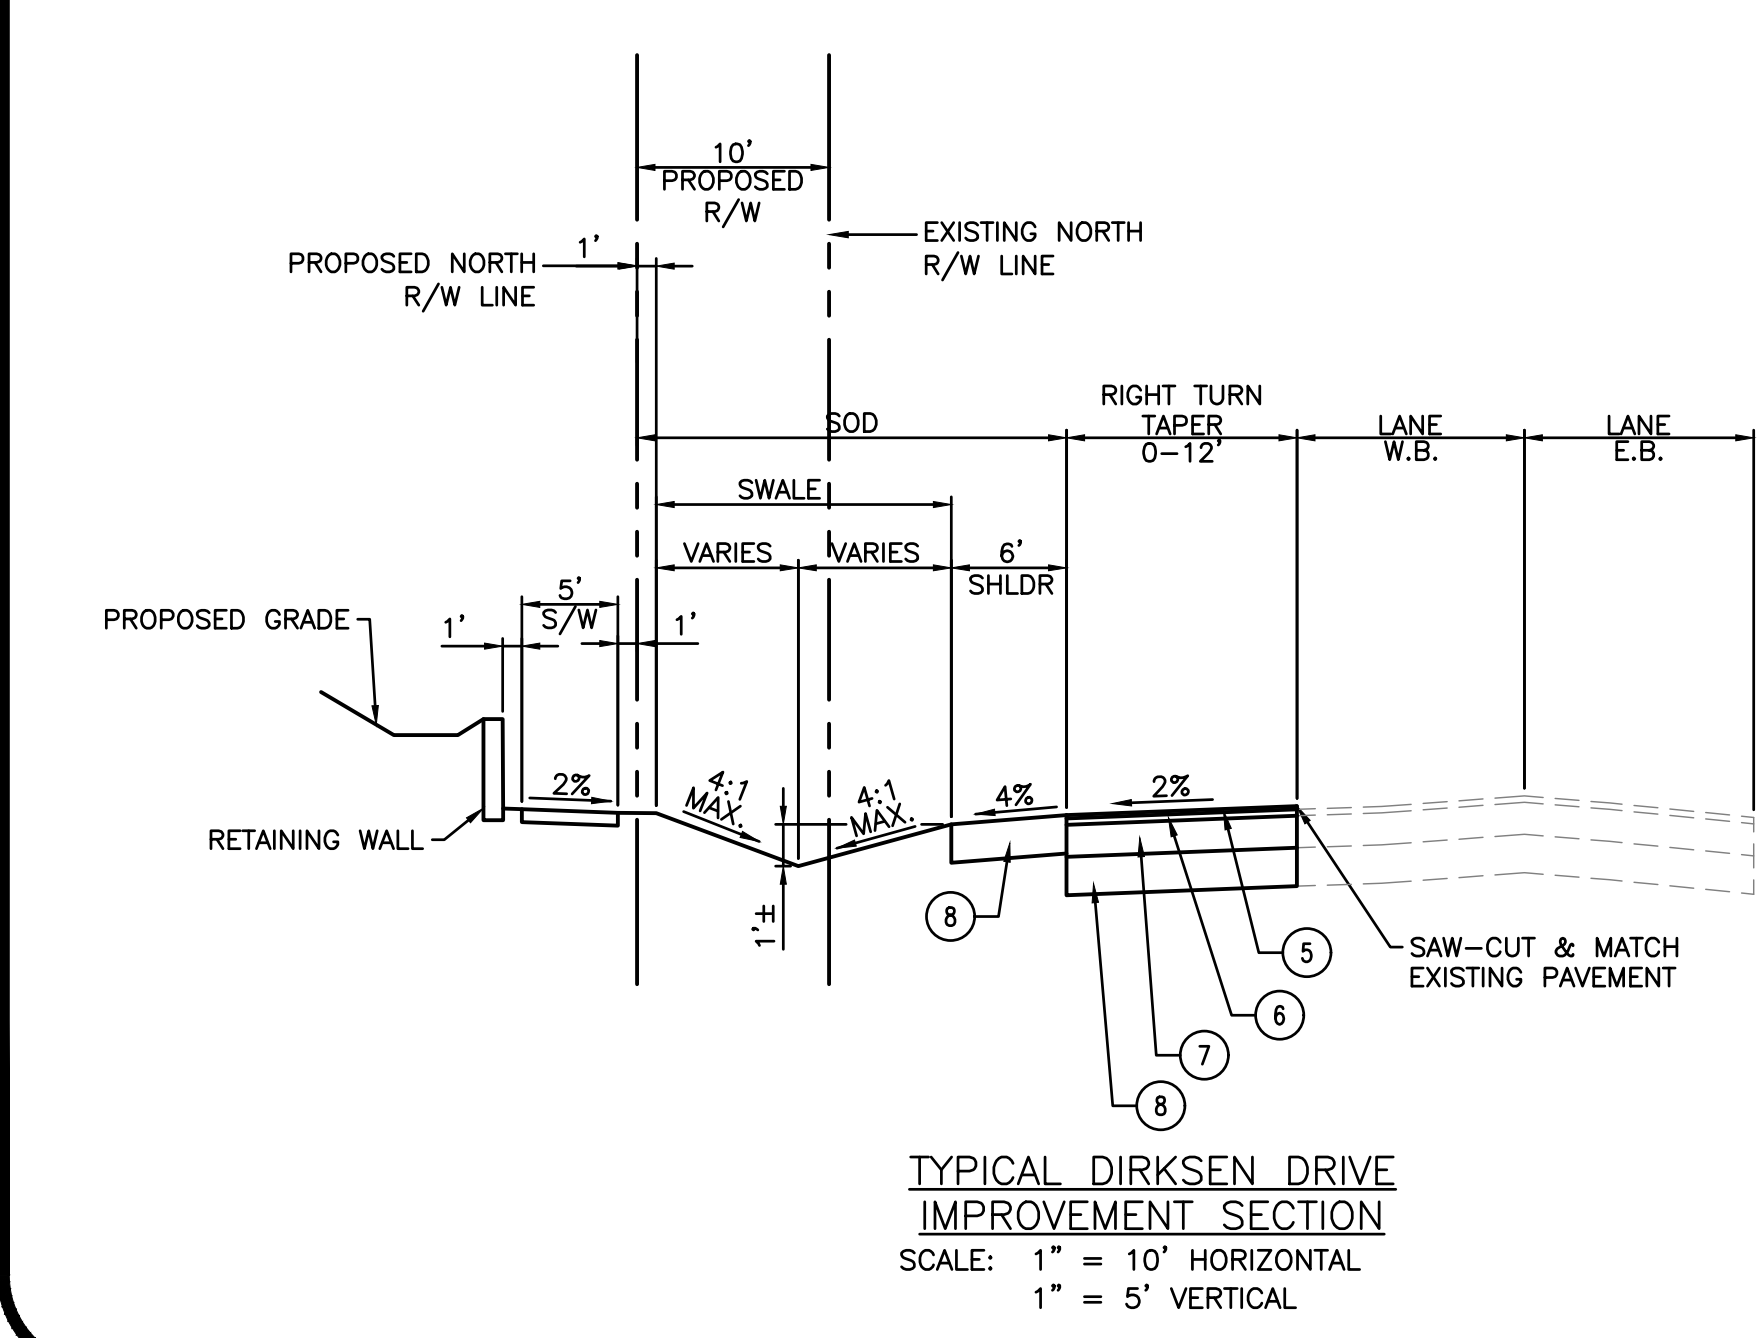 10'
PROPOSED
R/W
1'
PROPOSED NORTH
R/W LINE
EXISTING NORTH
R/W LINE
RIGHT TURN
TAPER
0-12'
SOD
LANE
W.B.
LANE
E.B.
SWALE
VARIES
VARIES
6'
SHLDR
5'
S/W
1'
1'
PROPOSED GRADE
2%
4:1
MAX.
4:1
MAX.
4%
2%
RETAINING WALL
1'±
8
5
6
7
8
SAW-CUT & MATCH
EXISTING PAVEMENT
TYPICAL DIRKSEN DRIVE
IMPROVEMENT SECTION
SCALE: 1" = 10' HORIZONTAL
1" = 5' VERTICAL